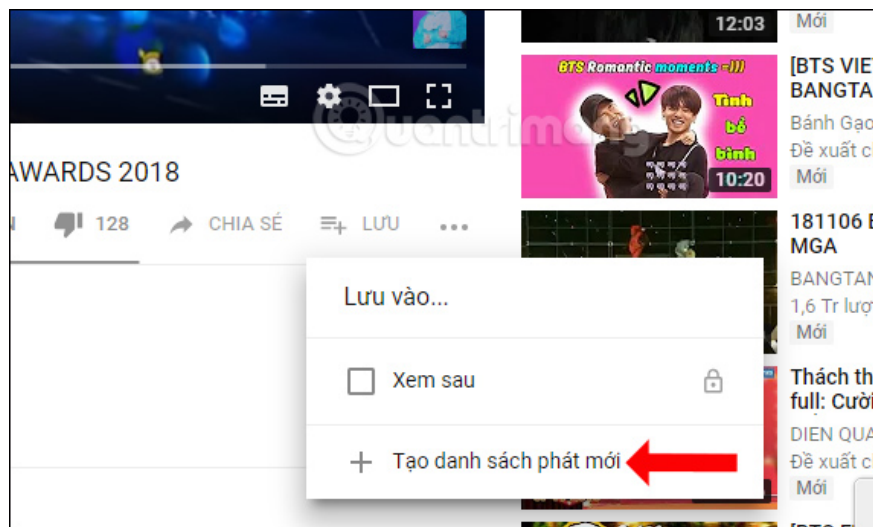 12:03
Mới
BTS Romantic moments =)))
Tình
bể
bình
10:20
[BTS VIE
BANGTA
Bánh Gạo
Đề xuất c
Mới
Quantrimang
AWARDS 2018
128
CHIA SẺ
LƯU
181106
MGA
BANGTAN
1,6 Tr lượ
Mới
Lưu vào...
Xem sau
Tạo danh sách phát mới
Thách th
full: Cười
DIEN QUA
Đề xuất c
Mới